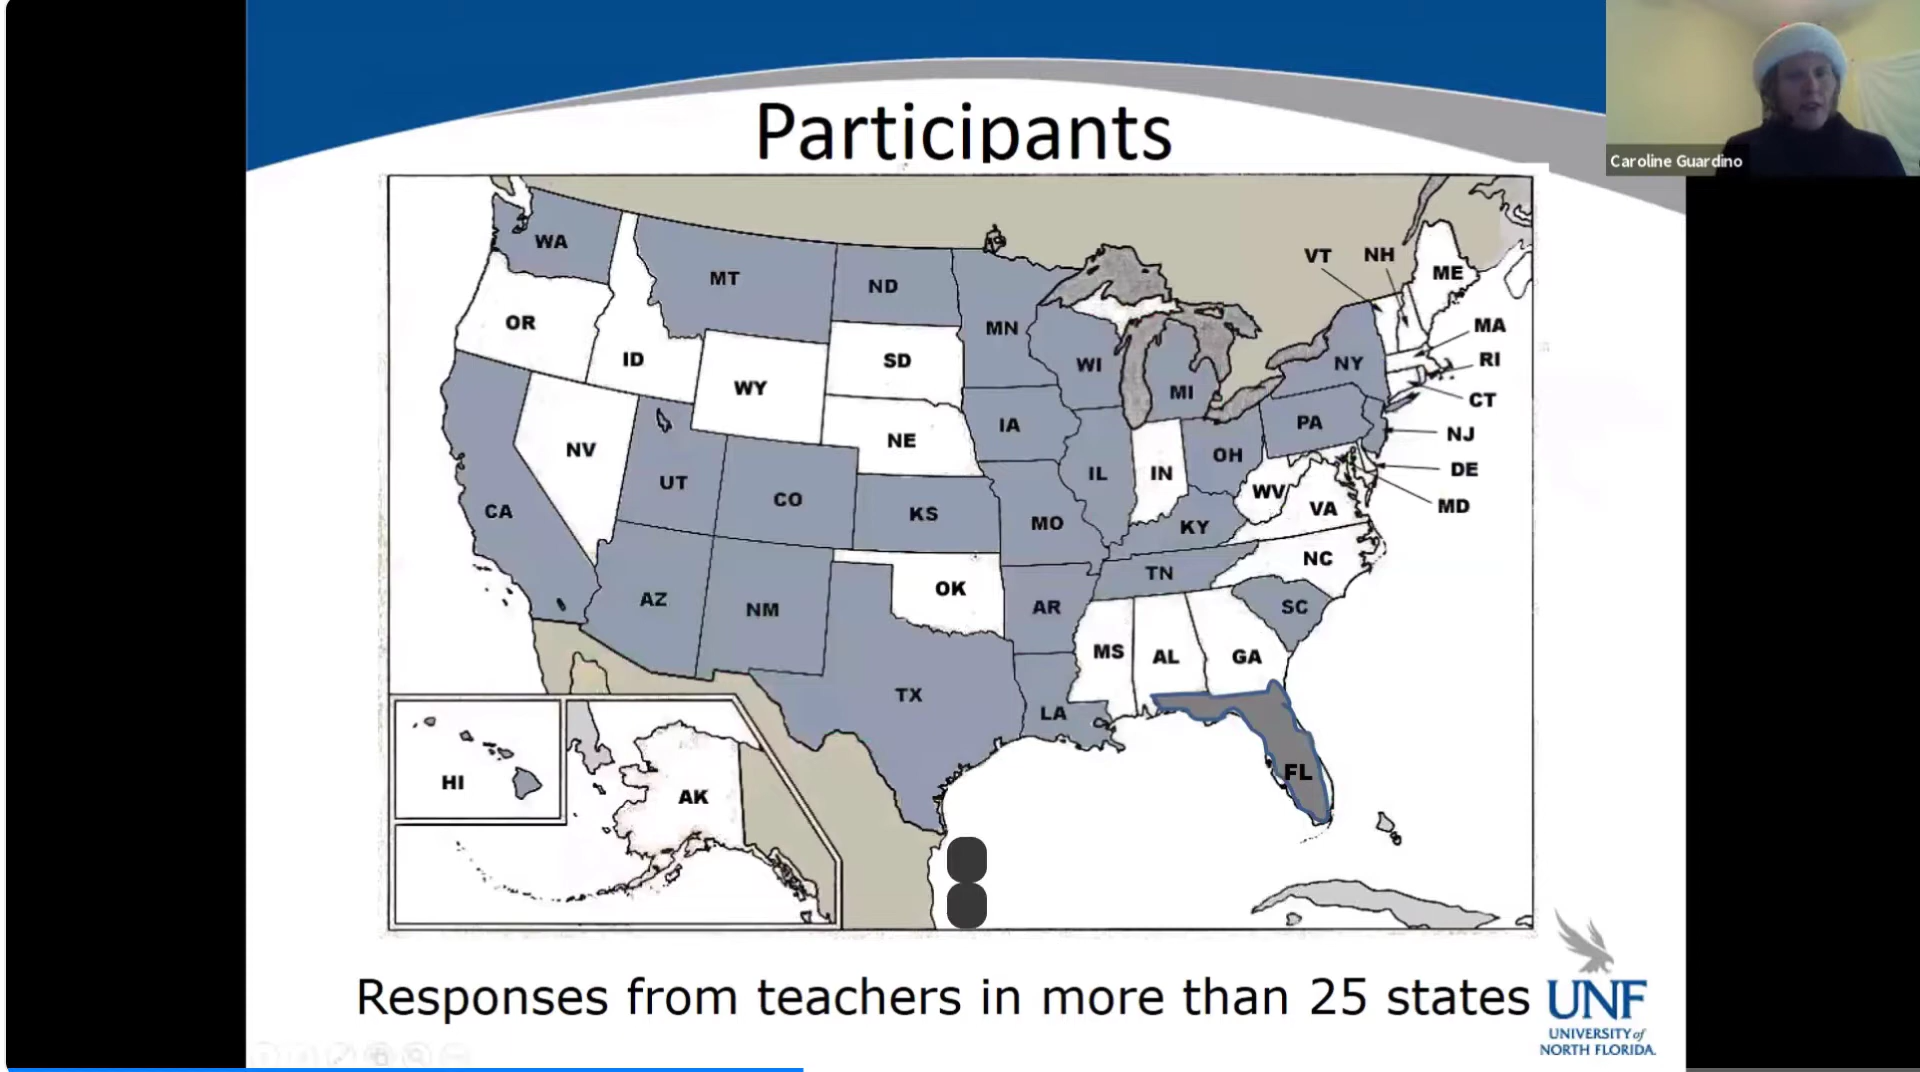 Participants
Caroline Guardino
WA
MT
ND
MN
VT
NH
ME
OR
ID
WY
SD
WI
MI
NY
MA
RI
CT
NV
UT
CO
NE
IA
IL
IN
OH
PA
NJ
DE
MD
CA
KS
MO
KY
WV
VA
AZ
NM
OK
AR
TN
NC
SC
TX
LA
MS
AL
GA
FL
HI
AK
Responses from teachers in more than 25 states
UNF
UNIVERSITY of
NORTH FLORIDA.